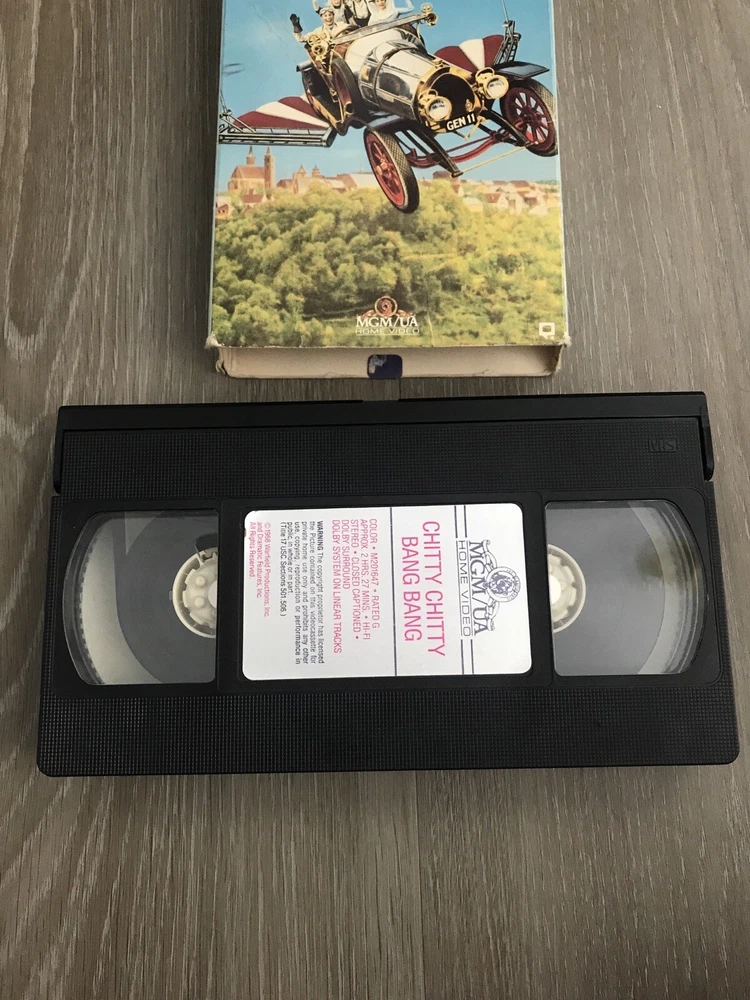 GEN 11
MGM/UA
HOME VIDEO
MGM/UA
HOME VIDEO
CHITTY CHITTY
BANG BANG
COLOR • M201647 • RATED G
APPROX. 2 HRS. 27 MINS. • HI-FI
STEREO • CLOSED CAPTIONED •
DOLBY SURROUND
DOLBY SYSTEM ON LINEAR TRACKS
WARNING The copyright proprietor has licensed
the Picture contained on this videocassette for
private home use only and prohibits any other
use, copying, reproduction or performance in
public, in whole or in part
(Title 17 USC Sections 501 506.)
©1968 Warfield Productions, Inc.
and Dramatic Features, Inc.
All Rights Reserved